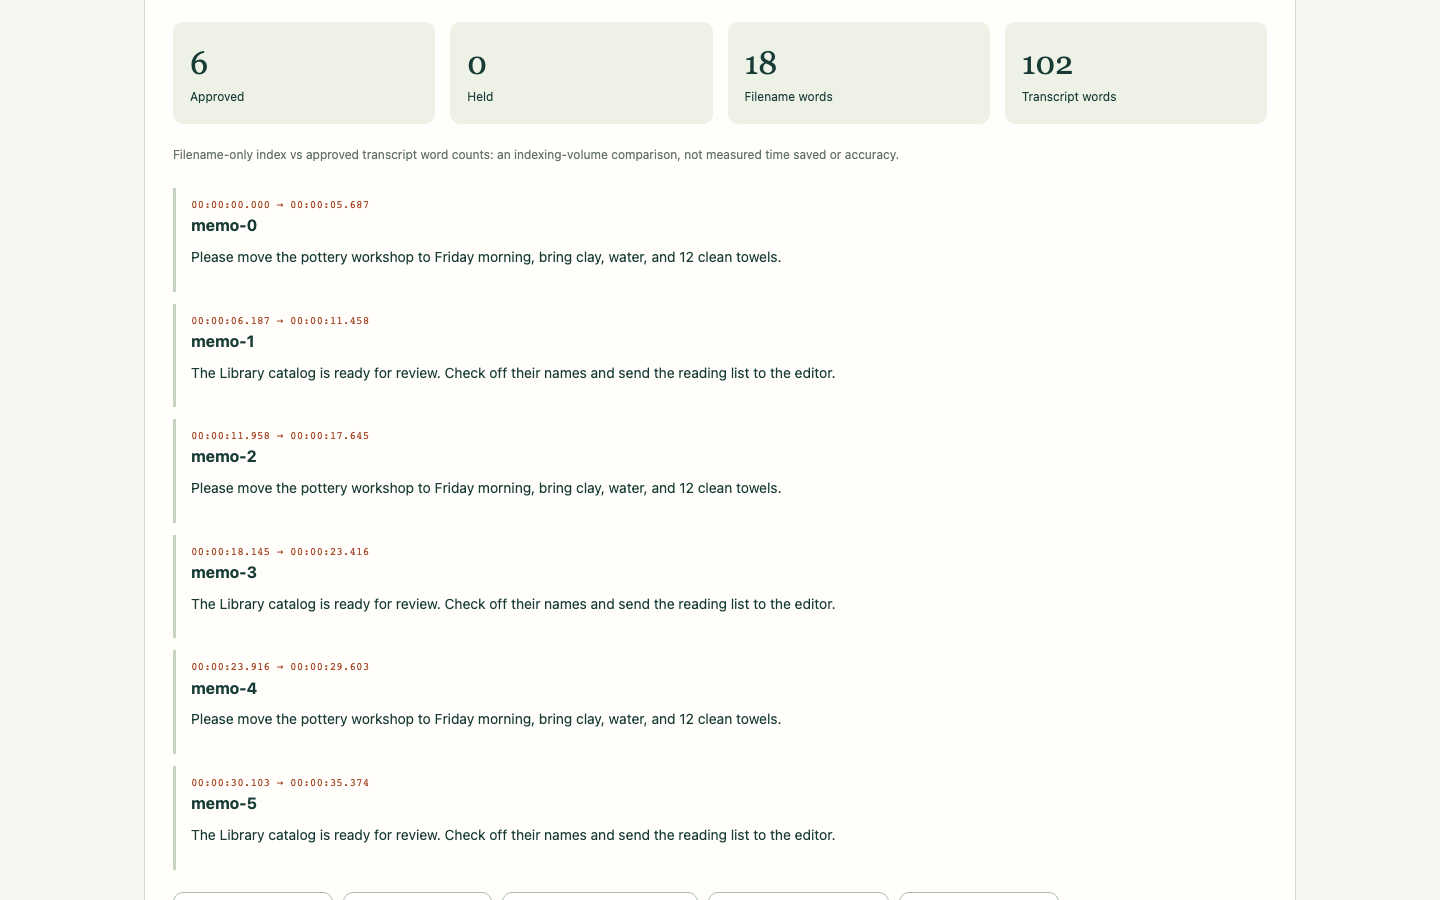 6
Approved
0
Held
18
Filename words
102
Transcript words
Filename-only index vs approved transcript word counts: an indexing-volume comparison, not measured time saved or accuracy.
00:00:00.000 → 00:00:05.687
memo-0
Please move the pottery workshop to Friday morning, bring clay, water, and 12 clean towels.
00:00:06.187 → 00:00:11.458
memo-1
The Library catalog is ready for review. Check off their names and send the reading list to the editor.
00:00:11.958 → 00:00:17.645
memo-2
Please move the pottery workshop to Friday morning, bring clay, water, and 12 clean towels.
00:00:18.145 → 00:00:23.416
memo-3
The Library catalog is ready for review. Check off their names and send the reading list to the editor.
00:00:23.916 → 00:00:29.603
memo-4
Please move the pottery workshop to Friday morning, bring clay, water, and 12 clean towels.
00:00:30.103 → 00:00:35.374
memo-5
The Library catalog is ready for review. Check off their names and send the reading list to the editor.